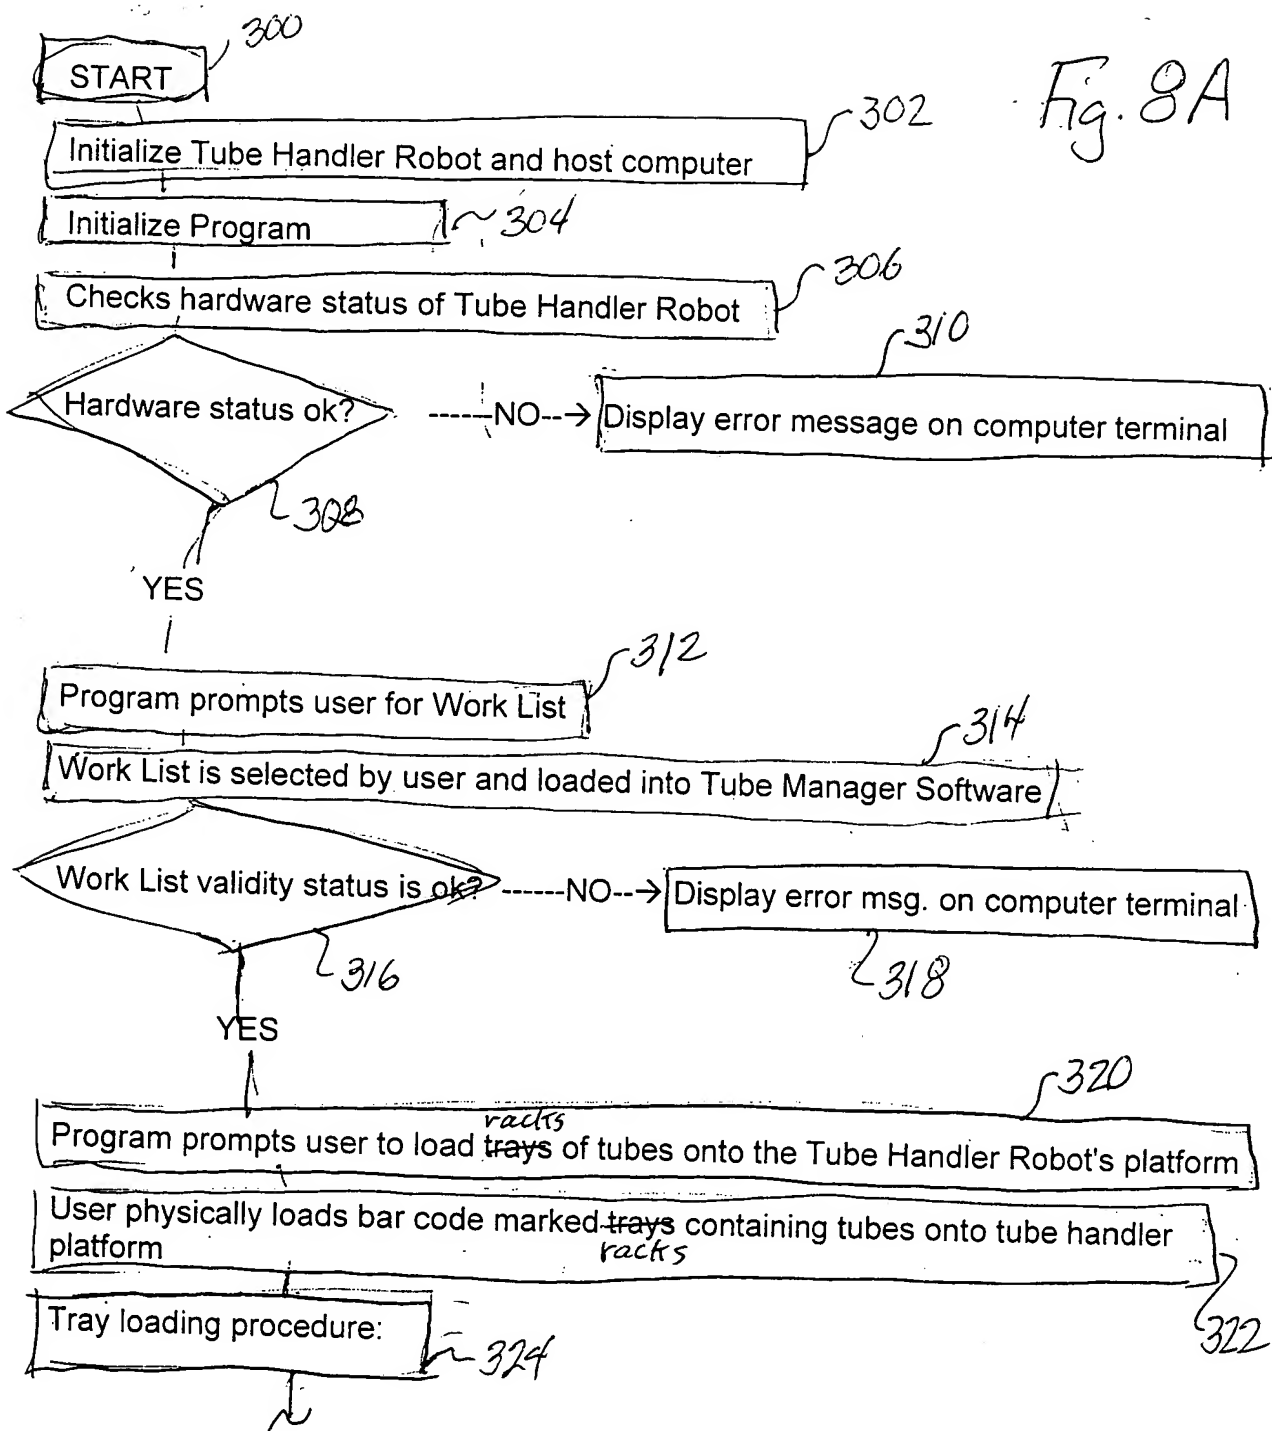 300
START
Fig. 8A
302
Initialize Tube Handler Robot and host computer
Initialize Program
304
306
Checks hardware status of Tube Handler Robot
310
Hardware status ok?
------NO--→
Display error message on computer terminal
308
YES
312
Program prompts user for Work List
314
Work List is selected by user and loaded into Tube Manager Software
Work List validity status is ok?
------NO--→
Display error msg. on computer terminal
316
318
YES
320
racks
Program prompts user to load trays of tubes onto the Tube Handler Robot's platform
User physically loads bar code marked trays containing tubes onto tube handler
platform
racks
322
Tray loading procedure:
324